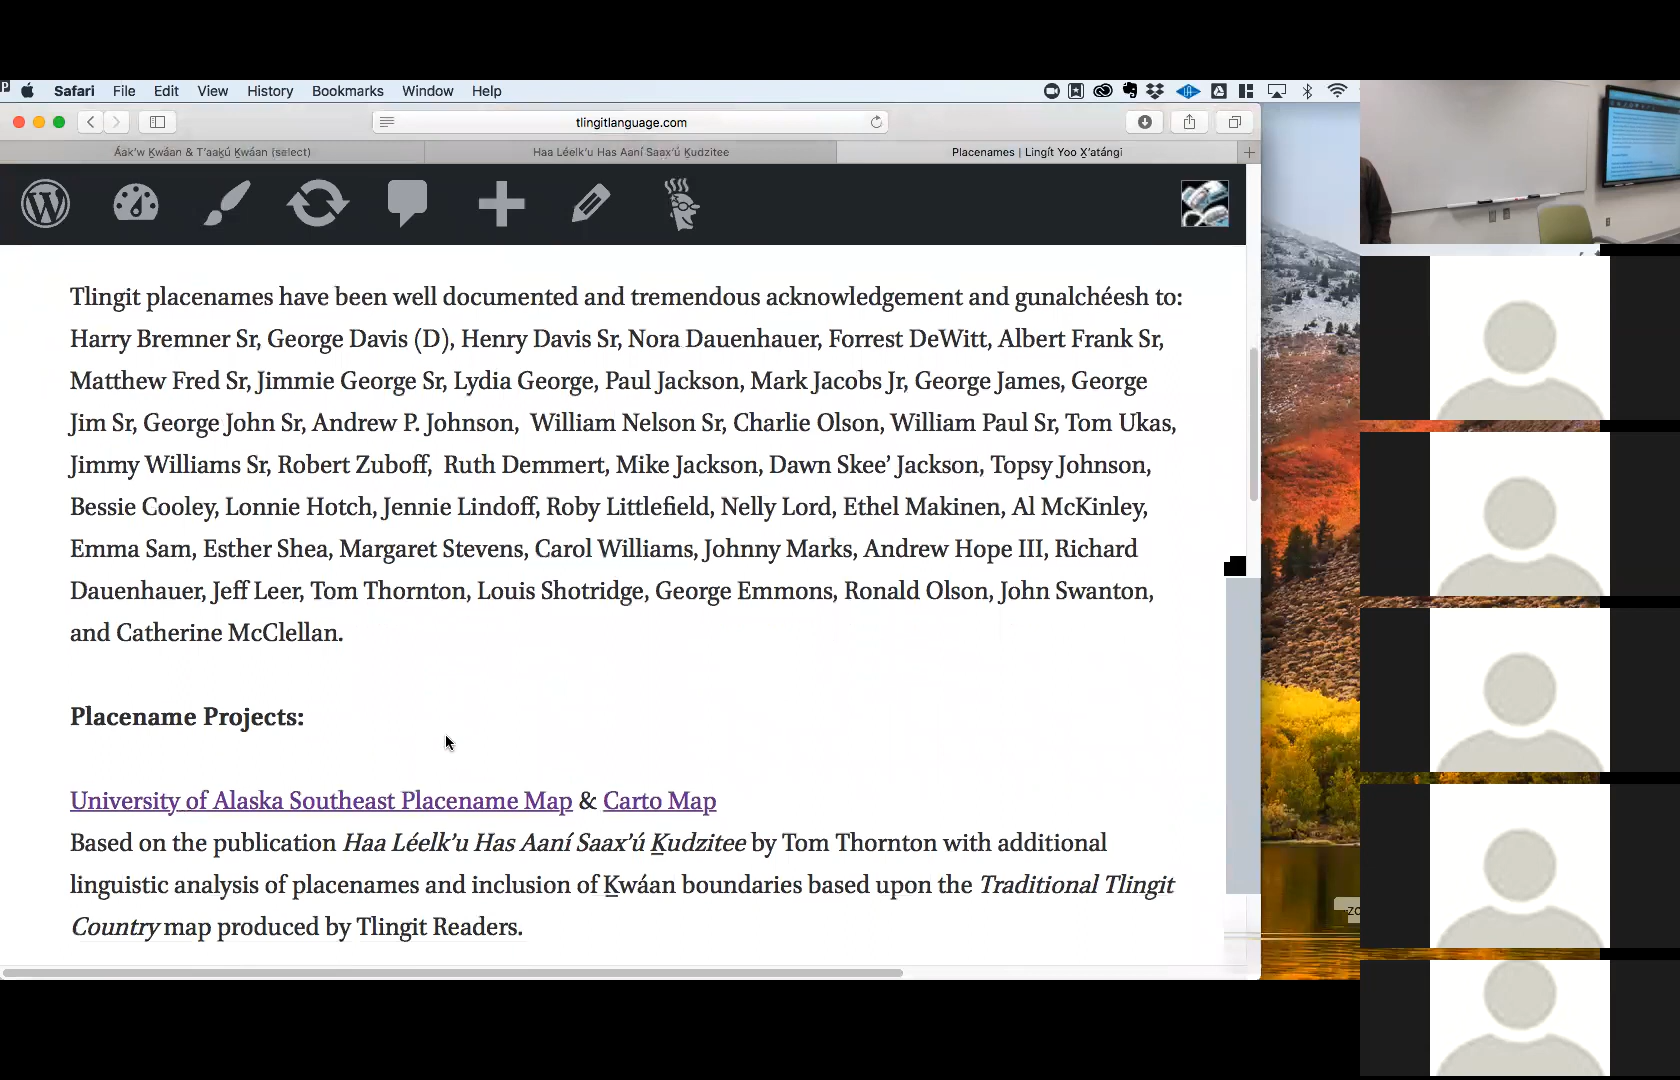 Safari File Edit View History Bookmarks Window Help
tlingitlanguage.com
Áak'w Ḵwáan & T'aaḵú Ḵwáan (select)
Haa Léelk'u Has Aaní Saax'ú Ḵudzitee
Placenames | Lingít Yoo X̱'atángi
Tlingit placenames have been well documented and tremendous acknowledgement and gunalchéesh to:
Harry Bremner Sr, George Davis (D), Henry Davis Sr, Nora Dauenhauer, Forrest DeWitt, Albert Frank Sr,
Matthew Fred Sr, Jimmie George Sr, Lydia George, Paul Jackson, Mark Jacobs Jr, George James, George
Jim Sr, George John Sr, Andrew P. Johnson, William Nelson Sr, Charlie Olson, William Paul Sr, Tom Ukas,
Jimmy Williams Sr, Robert Zuboff, Ruth Demmert, Mike Jackson, Dawn Skee’ Jackson, Topsy Johnson,
Bessie Cooley, Lonnie Hotch, Jennie Lindoff, Roby Littlefield, Nelly Lord, Ethel Makinen, Al McKinley,
Emma Sam, Esther Shea, Margaret Stevens, Carol Williams, Johnny Marks, Andrew Hope III, Richard
Dauenhauer, Jeff Leer, Tom Thornton, Louis Shotridge, George Emmons, Ronald Olson, John Swanton,
and Catherine McClellan.
Placename Projects:
University of Alaska Southeast Placename Map & Carto Map
Based on the publication Haa Léelk’u Has Aaní Saax’ú Ḵudzitee by Tom Thornton with additional
linguistic analysis of placenames and inclusion of Ḵwáan boundaries based upon the Traditional Tlingit
Country map produced by Tlingit Readers.